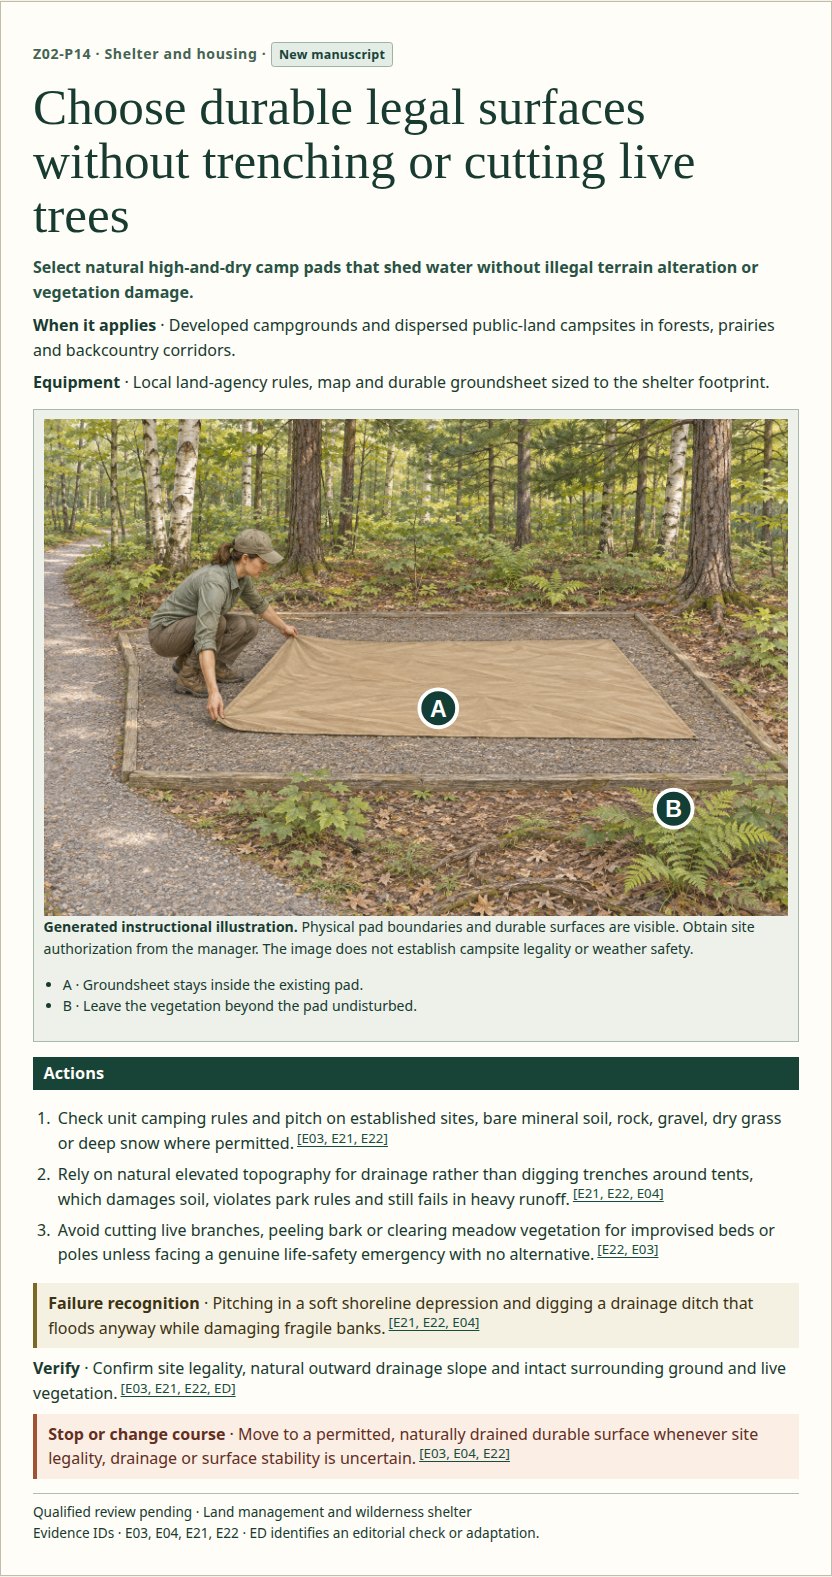 Z02-P14 · Shelter and housing · New manuscript
Choose durable legal surfaces
without trenching or cutting live
trees
Select natural high-and-dry camp pads that shed water without illegal terrain alteration or
vegetation damage.
When it applies · Developed campgrounds and dispersed public-land campsites in forests, prairies
and backcountry corridors.
Equipment · Local land-agency rules, map and durable groundsheet sized to the shelter footprint.
A
B
Generated instructional illustration. Physical pad boundaries and durable surfaces are visible. Obtain site
authorization from the manager. The image does not establish campsite legality or weather safety.
• A · Groundsheet stays inside the existing pad.
• B · Leave the vegetation beyond the pad undisturbed.
Actions
1. Check unit camping rules and pitch on established sites, bare mineral soil, rock, gravel, dry grass
or deep snow where permitted. [E03, E21, E22]
2. Rely on natural elevated topography for drainage rather than digging trenches around tents,
which damages soil, violates park rules and still fails in heavy runoff. [E21, E22, E04]
3. Avoid cutting live branches, peeling bark or clearing meadow vegetation for improvised beds or
poles unless facing a genuine life-safety emergency with no alternative. [E22, E03]
Failure recognition · Pitching in a soft shoreline depression and digging a drainage ditch that
floods anyway while damaging fragile banks. [E21, E22, E04]
Verify · Confirm site legality, natural outward drainage slope and intact surrounding ground and live
vegetation. [E03, E21, E22, ED]
Stop or change course · Move to a permitted, naturally drained durable surface whenever site
legality, drainage or surface stability is uncertain. [E03, E04, E22]
Qualified review pending · Land management and wilderness shelter
Evidence IDs · E03, E04, E21, E22 · ED identifies an editorial check or adaptation.